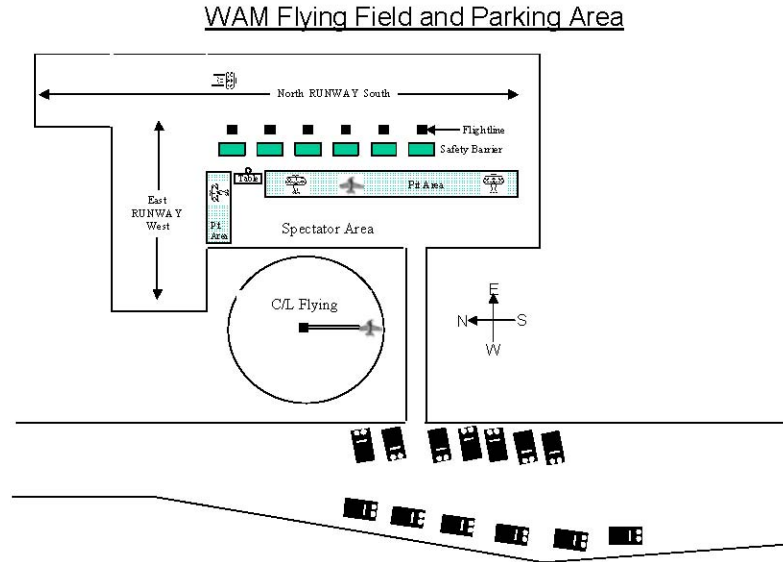 WAM Flying Field and Parking Area
North RUNWAY South
Flightline
Safety Barrier
East
RUNWAY
West
Table
Pit Area
Pit
Area
Spectator Area
C/L Flying
E
N
S
W